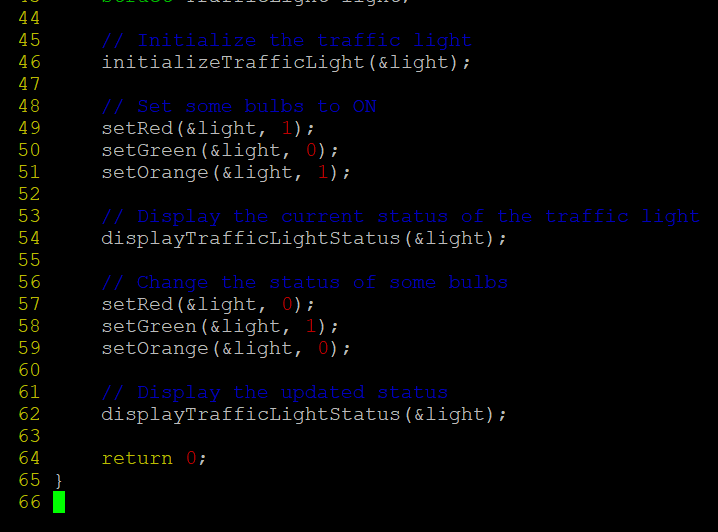 43 struct TrafficLight light;
44
45 // Initialize the traffic light
46 initializeTrafficLight(&light);
47
48 // Set some bulbs to ON
49 setRed(&light, 1);
50 setGreen(&light, 0);
51 setOrange(&light, 1);
52
53 // Display the current status of the traffic light
54 displayTrafficLightStatus(&light);
55
56 // Change the status of some bulbs
57 setRed(&light, 0);
58 setGreen(&light, 1);
59 setOrange(&light, 0);
60
61 // Display the updated status
62 displayTrafficLightStatus(&light);
63
64 return 0;
65 }
66